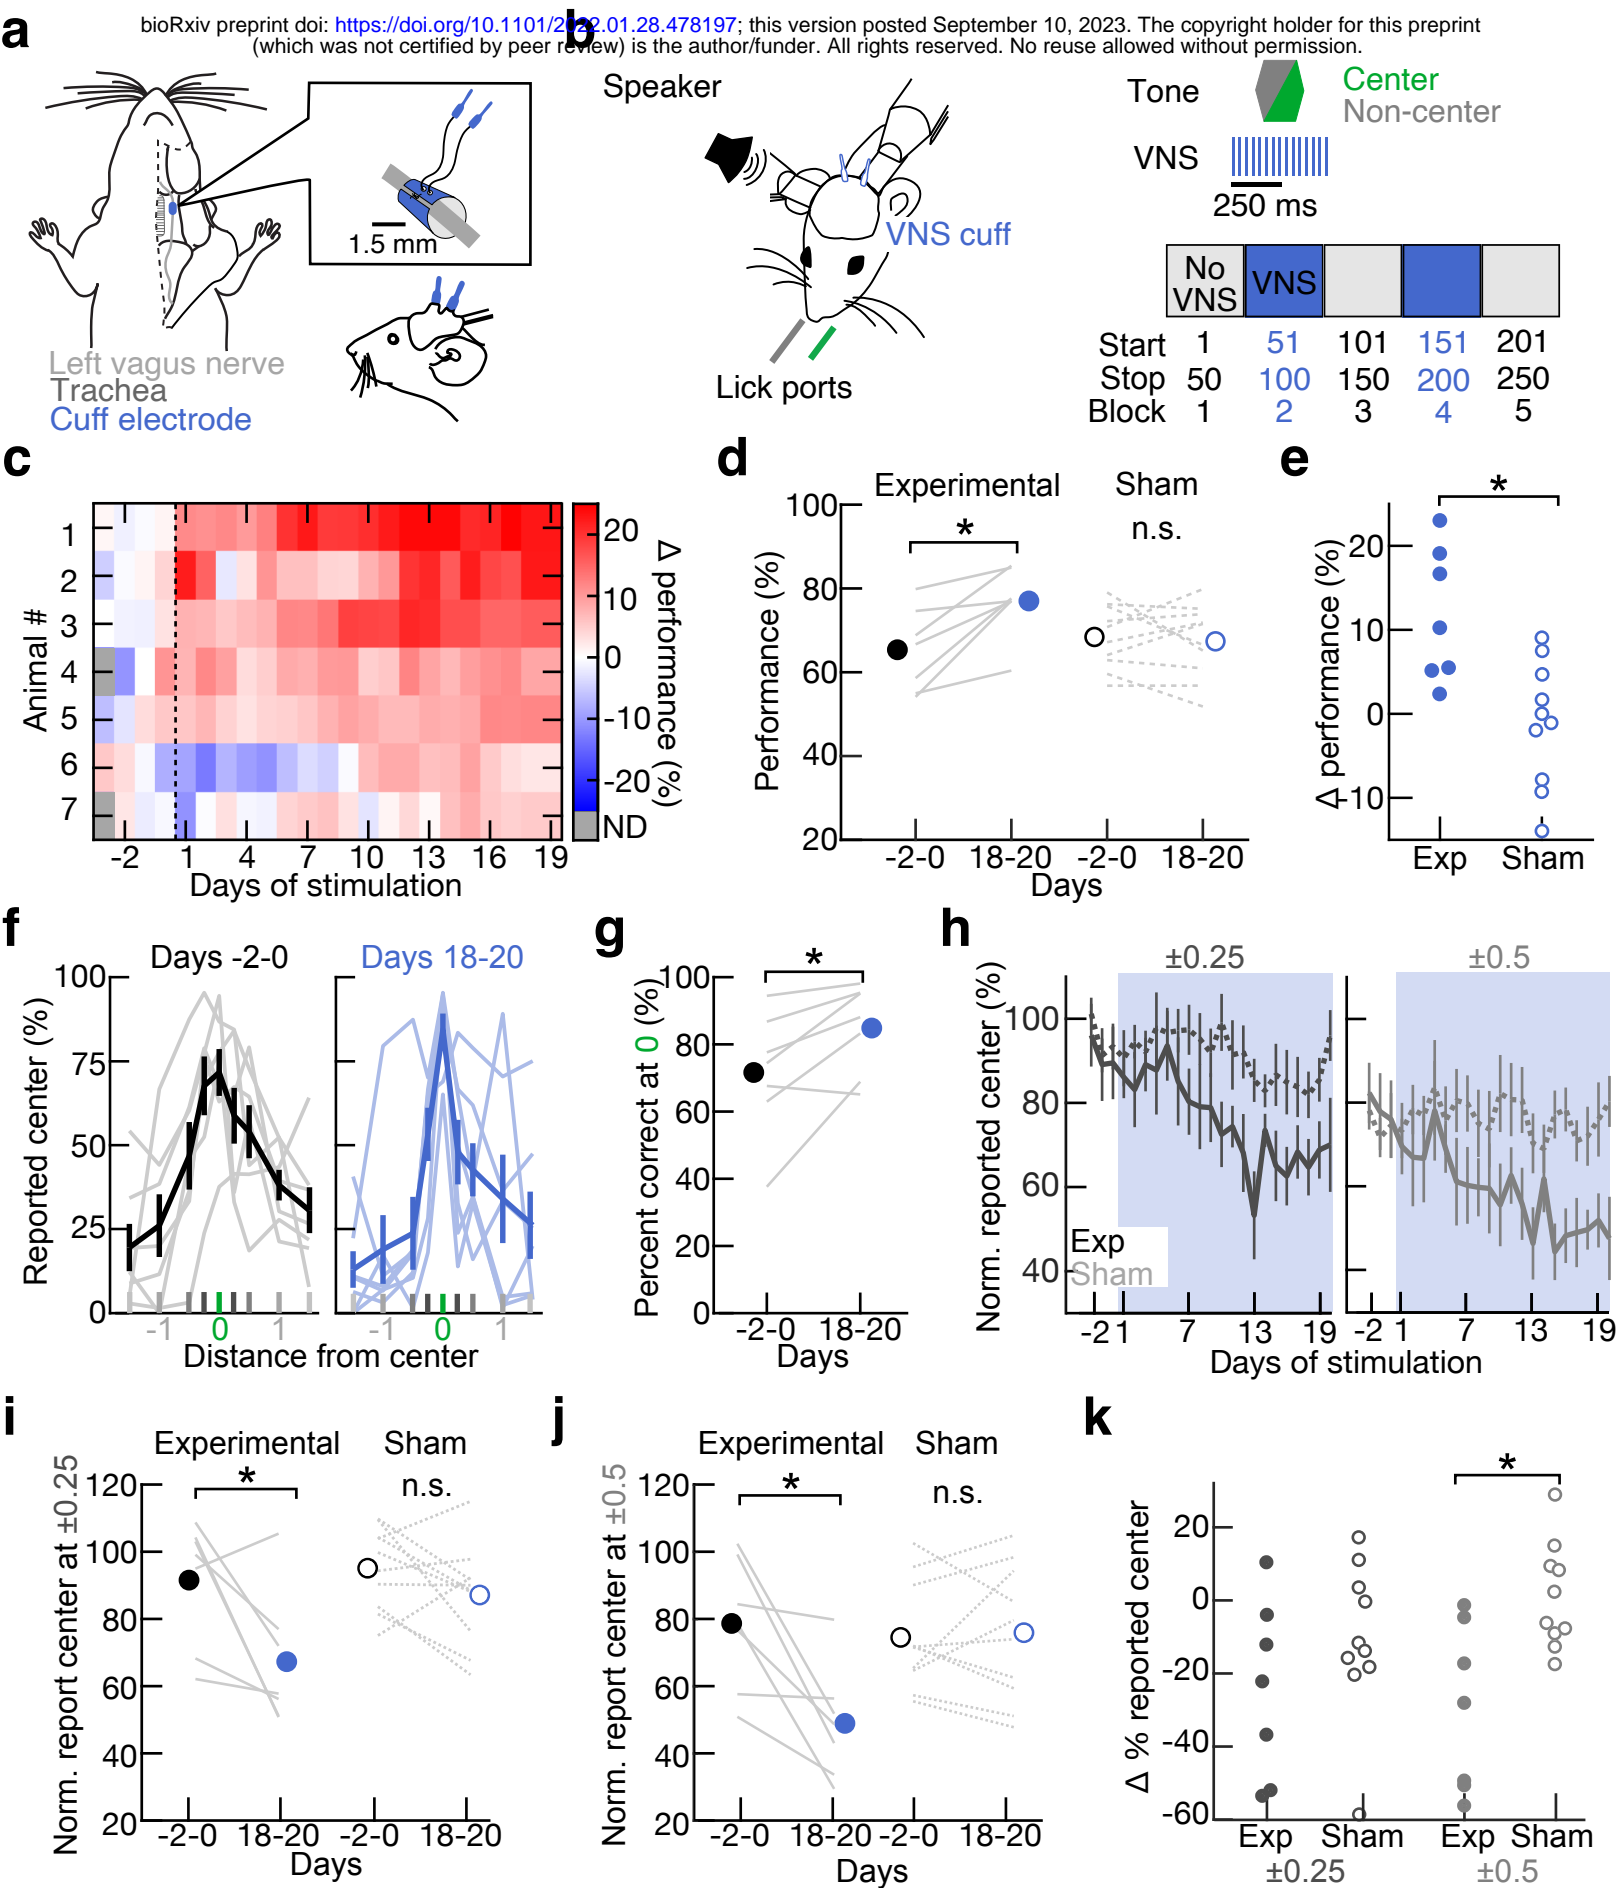 bioRxiv preprint doi: https://doi.org/10.1101/2022.01.28.478197; this version posted September 10, 2023. The copyright holder for this preprint
(which was not certified by peer review) is the author/funder. All rights reserved. No reuse allowed without permission.
a
1.5 mm
Left vagus nerve
Trachea
Cuff electrode
b
Speaker
VNS cuff
Lick ports
Tone
Center
Non-center
VNS
250 ms
No VNS
VNS
Start 1 51 101 151 201
Stop 50 100 150 200 250
Block 1 2 3 4 5
c
Animal #
1
2
3
4
5
6
7
-2 1 4 7 10 13 16 19
Days of stimulation
20
10
0
-10
-20
ND
Δ performance (%)
d
Experimental Sham
* n.s.
Performance (%)
100
80
60
40
20
-2-0 18-20 -2-0 18-20
Days
e
*
Δ performance (%)
20
10
0
-10
Exp Sham
f
Days -2-0 Days 18-20
Reported center (%)
100
75
50
25
0
-1 0 1 -1 0 1
Distance from center
g
*
Percent correct at 0 (%)
100
80
60
40
20
0
-2-0 18-20
Days
h
±0.25 ±0.5
Norm. reported center (%)
100
80
60
40
Exp
Sham
-2 1 7 13 19 -2 1 7 13 19
Days of stimulation
i
Experimental Sham
* n.s.
Norm. report center at ±0.25
120
100
80
60
40
20
-2-0 18-20 -2-0 18-20
Days
j
Experimental Sham
* n.s.
Norm. report center at ±0.5
120
100
80
60
40
20
-2-0 18-20 -2-0 18-20
Days
k
*
Δ % reported center
20
0
-20
-40
-60
Exp Sham Exp Sham
±0.25 ±0.5